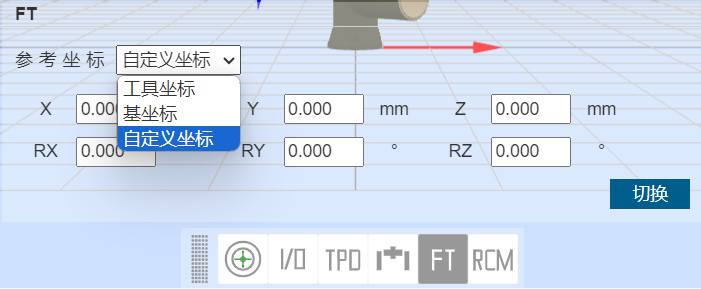 FT
参考坐标 自定义坐标
工具坐标
基坐标
自定义坐标
X 0.000 Y 0.000 mm Z 0.000 mm
RX 0.000 RY 0.000 ° RZ 0.000 °
切换
I/O TPD FT RCM